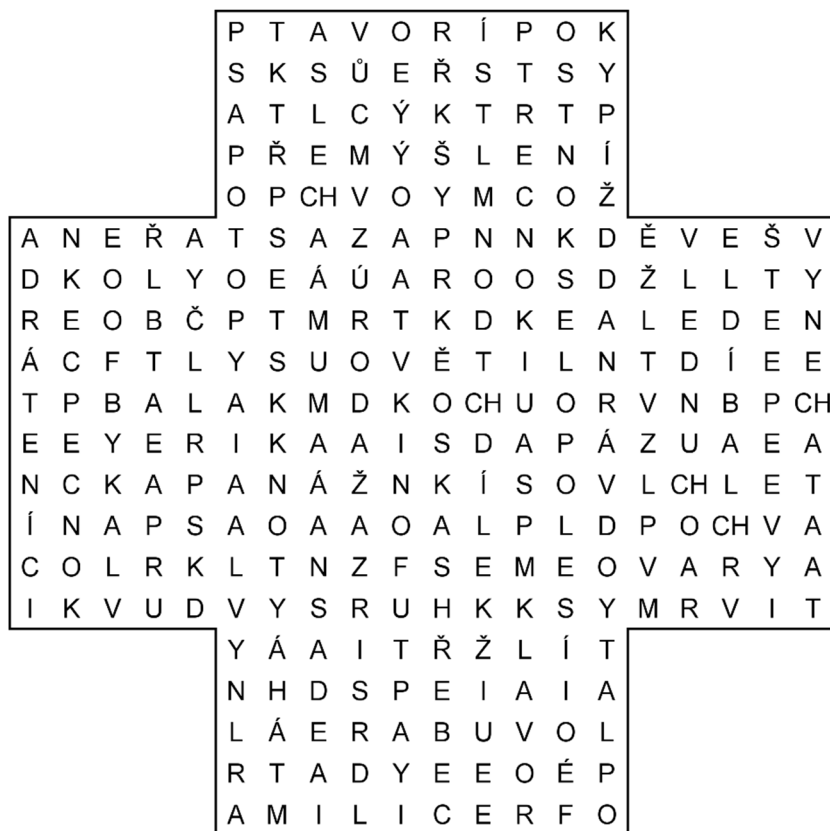 P T A V O R Í P O K
S K S Ů E Ř S T S Y
A T L C Ý K T R T P
P Ř E M Ý Š L E N Í
O P CH V O Y M C O Ž
A N E Ř A T S A Z A P N N K D Ě V E Š V
D K O L Y O E Á Ú A R O O S D Ž L L T Y
R E O B Č P T M R T K D K E A L E D E N
Á C F T L Y S U O V Ě T I L N T D Í E E
T P B A L A K M D K O CH U O R V N B P CH
E E Y E R I K A A I S D A P Á Z U A E A
N C K A P A N Á Ž N K Í S O V L CH L E T
Í N A P S A O A A O A L P L D P O CH V A
C O L R K L T N Z F S E M E O V A R Y A
I K V U D V Y S R U H K K S Y M R V I T
Y Á A I T Ř Ž L Í T
N H D S P E I A I A
L Á E R A B U V O L
R T A D Y E E O É P
A M I L I C E R F O